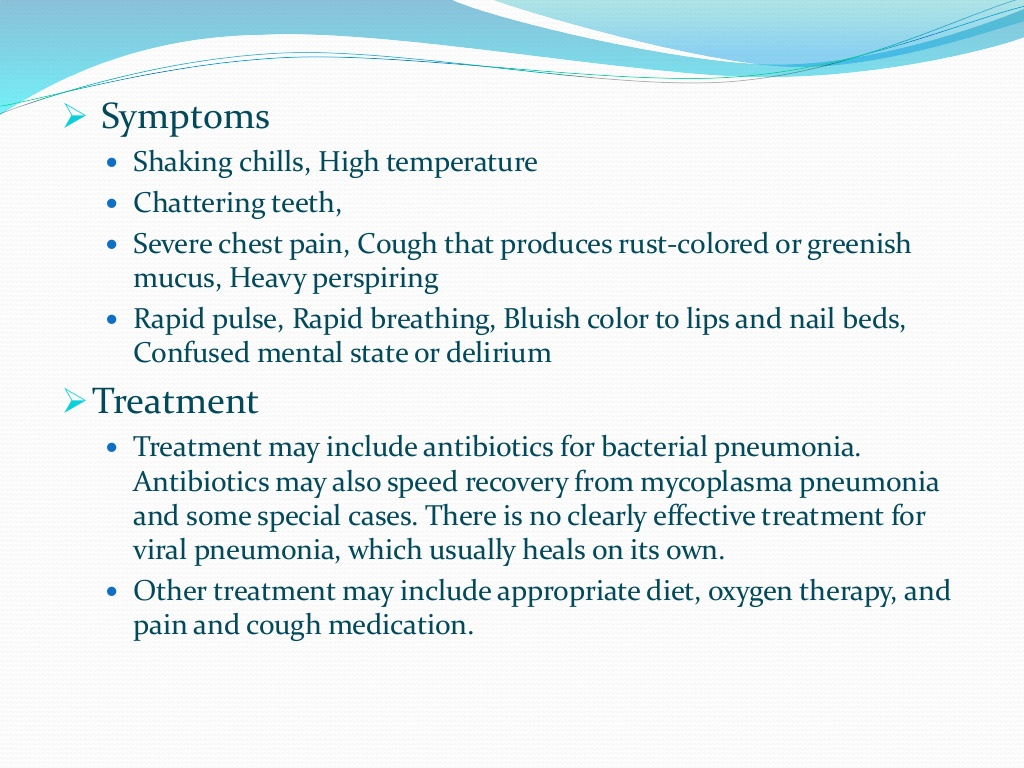 Symptoms
Shaking chills, High temperature
Chattering teeth,
Severe chest pain, Cough that produces rust-colored or greenish
mucus, Heavy perspiring
Rapid pulse, Rapid breathing, Bluish color to lips and nail beds,
Confused mental state or delirium
Treatment
Treatment may include antibiotics for bacterial pneumonia.
Antibiotics may also speed recovery from mycoplasma pneumonia
and some special cases. There is no clearly effective treatment for
viral pneumonia, which usually heals on its own.
Other treatment may include appropriate diet, oxygen therapy, and
pain and cough medication.